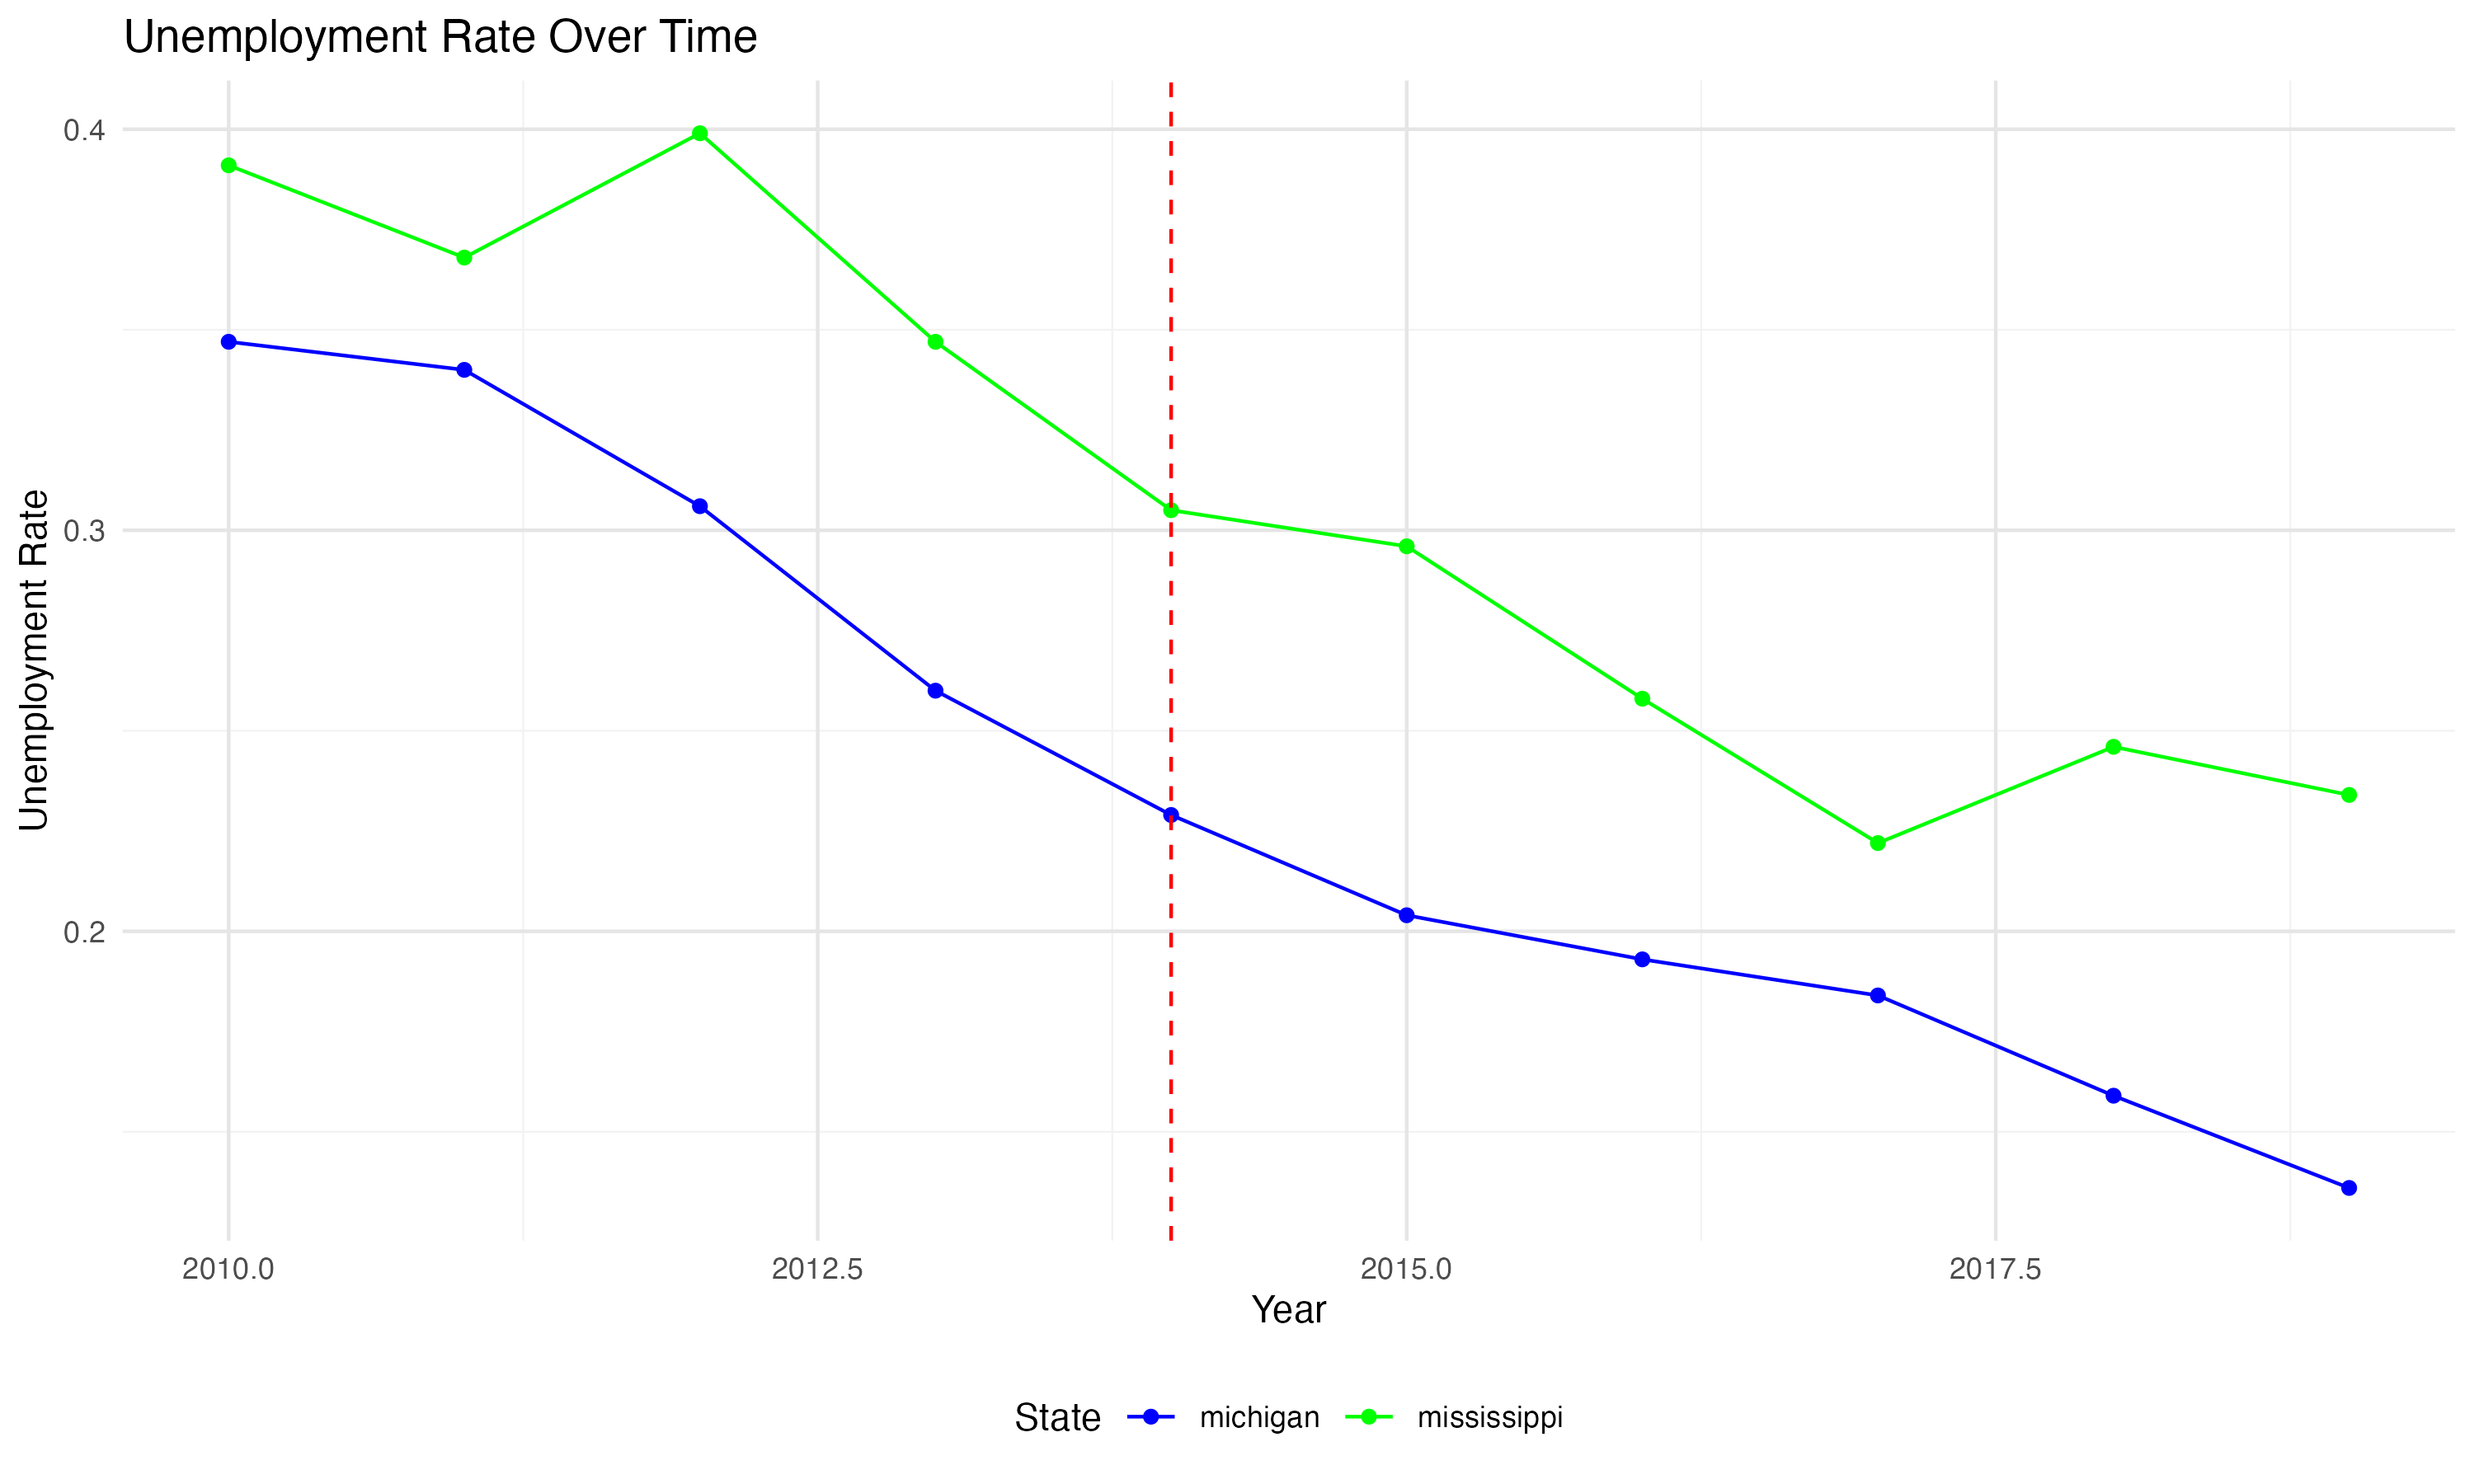 Unemployment Rate Over Time
Unemployment Rate
0.4
0.3
0.2
2010.0 2012.5 2015.0 2017.5
Year
State michigan mississippi